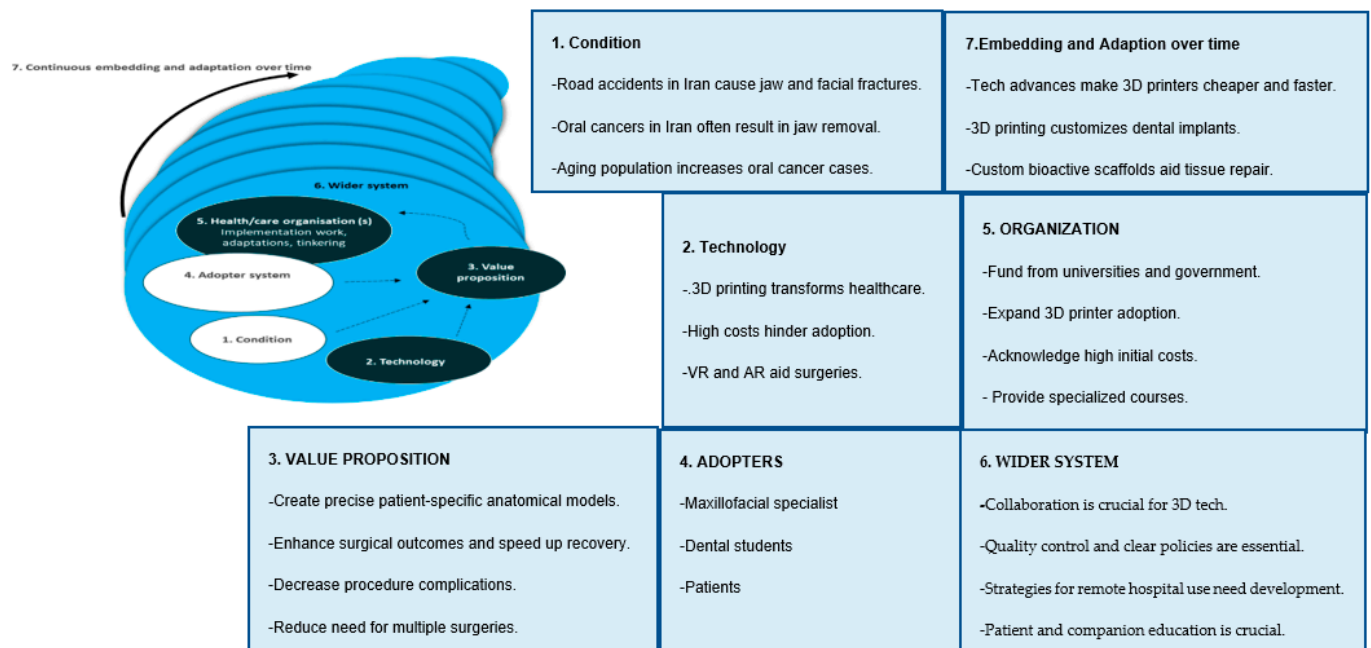 7. Continuous embedding and adaptation over time
6. Wider system
5. Health/care organisation (s)
Implementation work,
adaptations, tinkering
4. Adopter system
3. Value
proposition
1. Condition
2. Technology
1. Condition
-Road accidents in Iran cause jaw and facial fractures.
-Oral cancers in Iran often result in jaw removal.
-Aging population increases oral cancer cases.
7.Embedding and Adaption over time
-Tech advances make 3D printers cheaper and faster.
-3D printing customizes dental implants.
-Custom bioactive scaffolds aid tissue repair.
2. Technology
-.3D printing transforms healthcare.
-High costs hinder adoption.
-VR and AR aid surgeries.
5. ORGANIZATION
-Fund from universities and government.
-Expand 3D printer adoption.
-Acknowledge high initial costs.
- Provide specialized courses.
3. VALUE PROPOSITION
-Create precise patient-specific anatomical models.
-Enhance surgical outcomes and speed up recovery.
-Decrease procedure complications.
-Reduce need for multiple surgeries.
4. ADOPTERS
-Maxillofacial specialist
-Dental students
-Patients
6. WIDER SYSTEM
-Collaboration is crucial for 3D tech.
-Quality control and clear policies are essential.
-Strategies for remote hospital use need development.
-Patient and companion education is crucial.